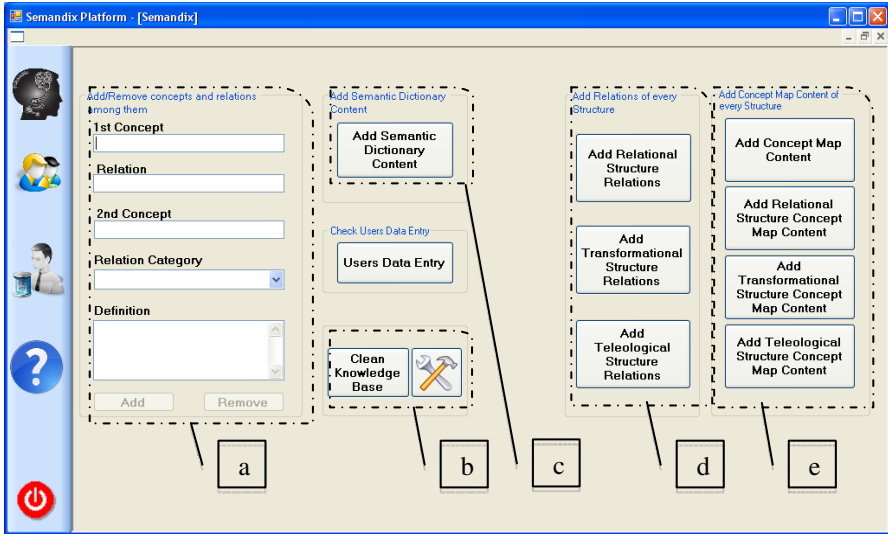 Semandix Platform - [Semandix]
Add/Remove concepts and relations
among them
1st Concept
Relation
2nd Concept
Relation Category
Definition
Add
Remove
Add Semantic Dictionary
Content
Add Semantic
Dictionary
Content
Check Users Data Entry
Users Data Entry
Clean
Knowledge
Base
Add Relations of every
Structure
Add Relational
Structure
Relations
Add
Transformational
Structure
Relations
Add
Teleological
Structure
Relations
Add Concept Map Content of
every Structure
Add Concept Map
Content
Add Relational
Structure Concept
Map Content
Add
Transformational
Structure Concept
Map Content
Add Teleological
Structure Concept
Map Content
a
b
c
d
e